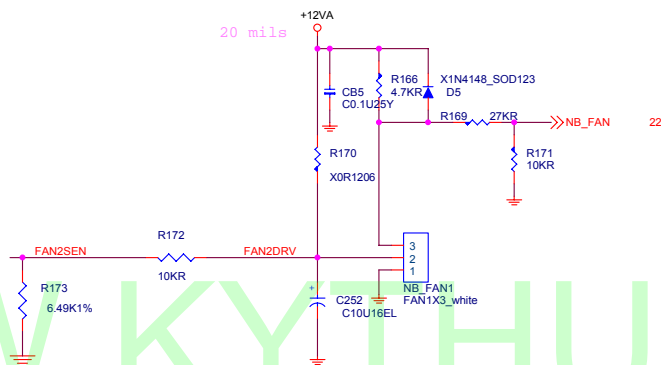 +12VA
20 mils
R166
4.7KR
X1N4148_SOD123
D5
CB5
C0.1U25Y
R169
27KR
NB_FAN
22
R170
X0R1206
R171
10KR
FAN2SEN
R172
10KR
FAN2DRV
3
2
1
R173
6.49K1%
+
C252
C10U16EL
NB_FAN1
FAN1X3_white
W KYTHU